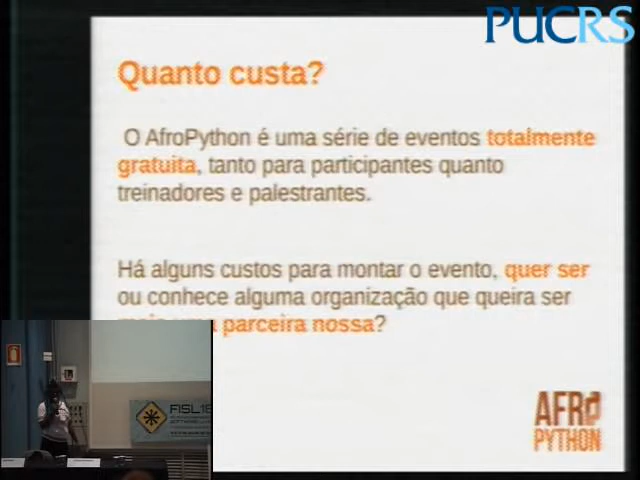 PUCRS
Quanto custa?
O AfroPython é uma série de eventos totalmente
gratuita, tanto para participantes quanto
treinadores e palestrantes.
Há alguns custos para montar o evento, quer ser
ou conhece alguma organização que queira ser
parceira nossa?
AFRO
PYTHON
FISL18